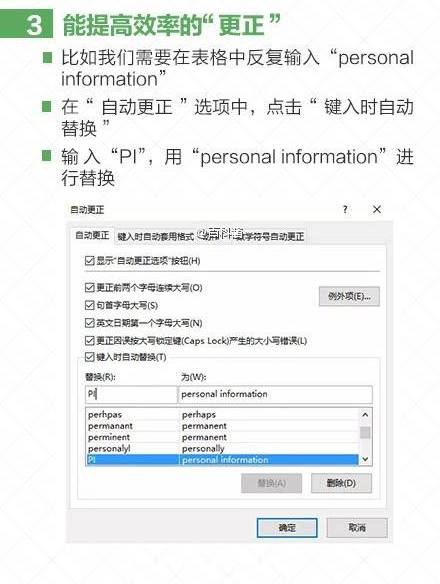 3 能提高效率的“更正”
比如我们需要在表格中反复输入“personal
information”
在“自动更正”选项中，点击“键入时自动
替换”
输入“PI”，用“personal information”进
行替换
自动更正 ? ×
@百科酱
自动更正 键入时自动套用格式 数学符号自动更正
显示“自动更正选项”按钮(H)
更正前两个字母连续大写(O)
例外项(E)...
句首字母大写(S)
英文日期第一个字母大写(N)
更正因误按大写锁定键(Caps Lock)产生的大小写错误(L)
键入时自动替换(T)
替换(R): 为(W):
PI personal information
perhpas perhaps
permanant permanent
perminent permanent
personalyl personally
PI personal information
替换(A) 删除(D)
确定 取消